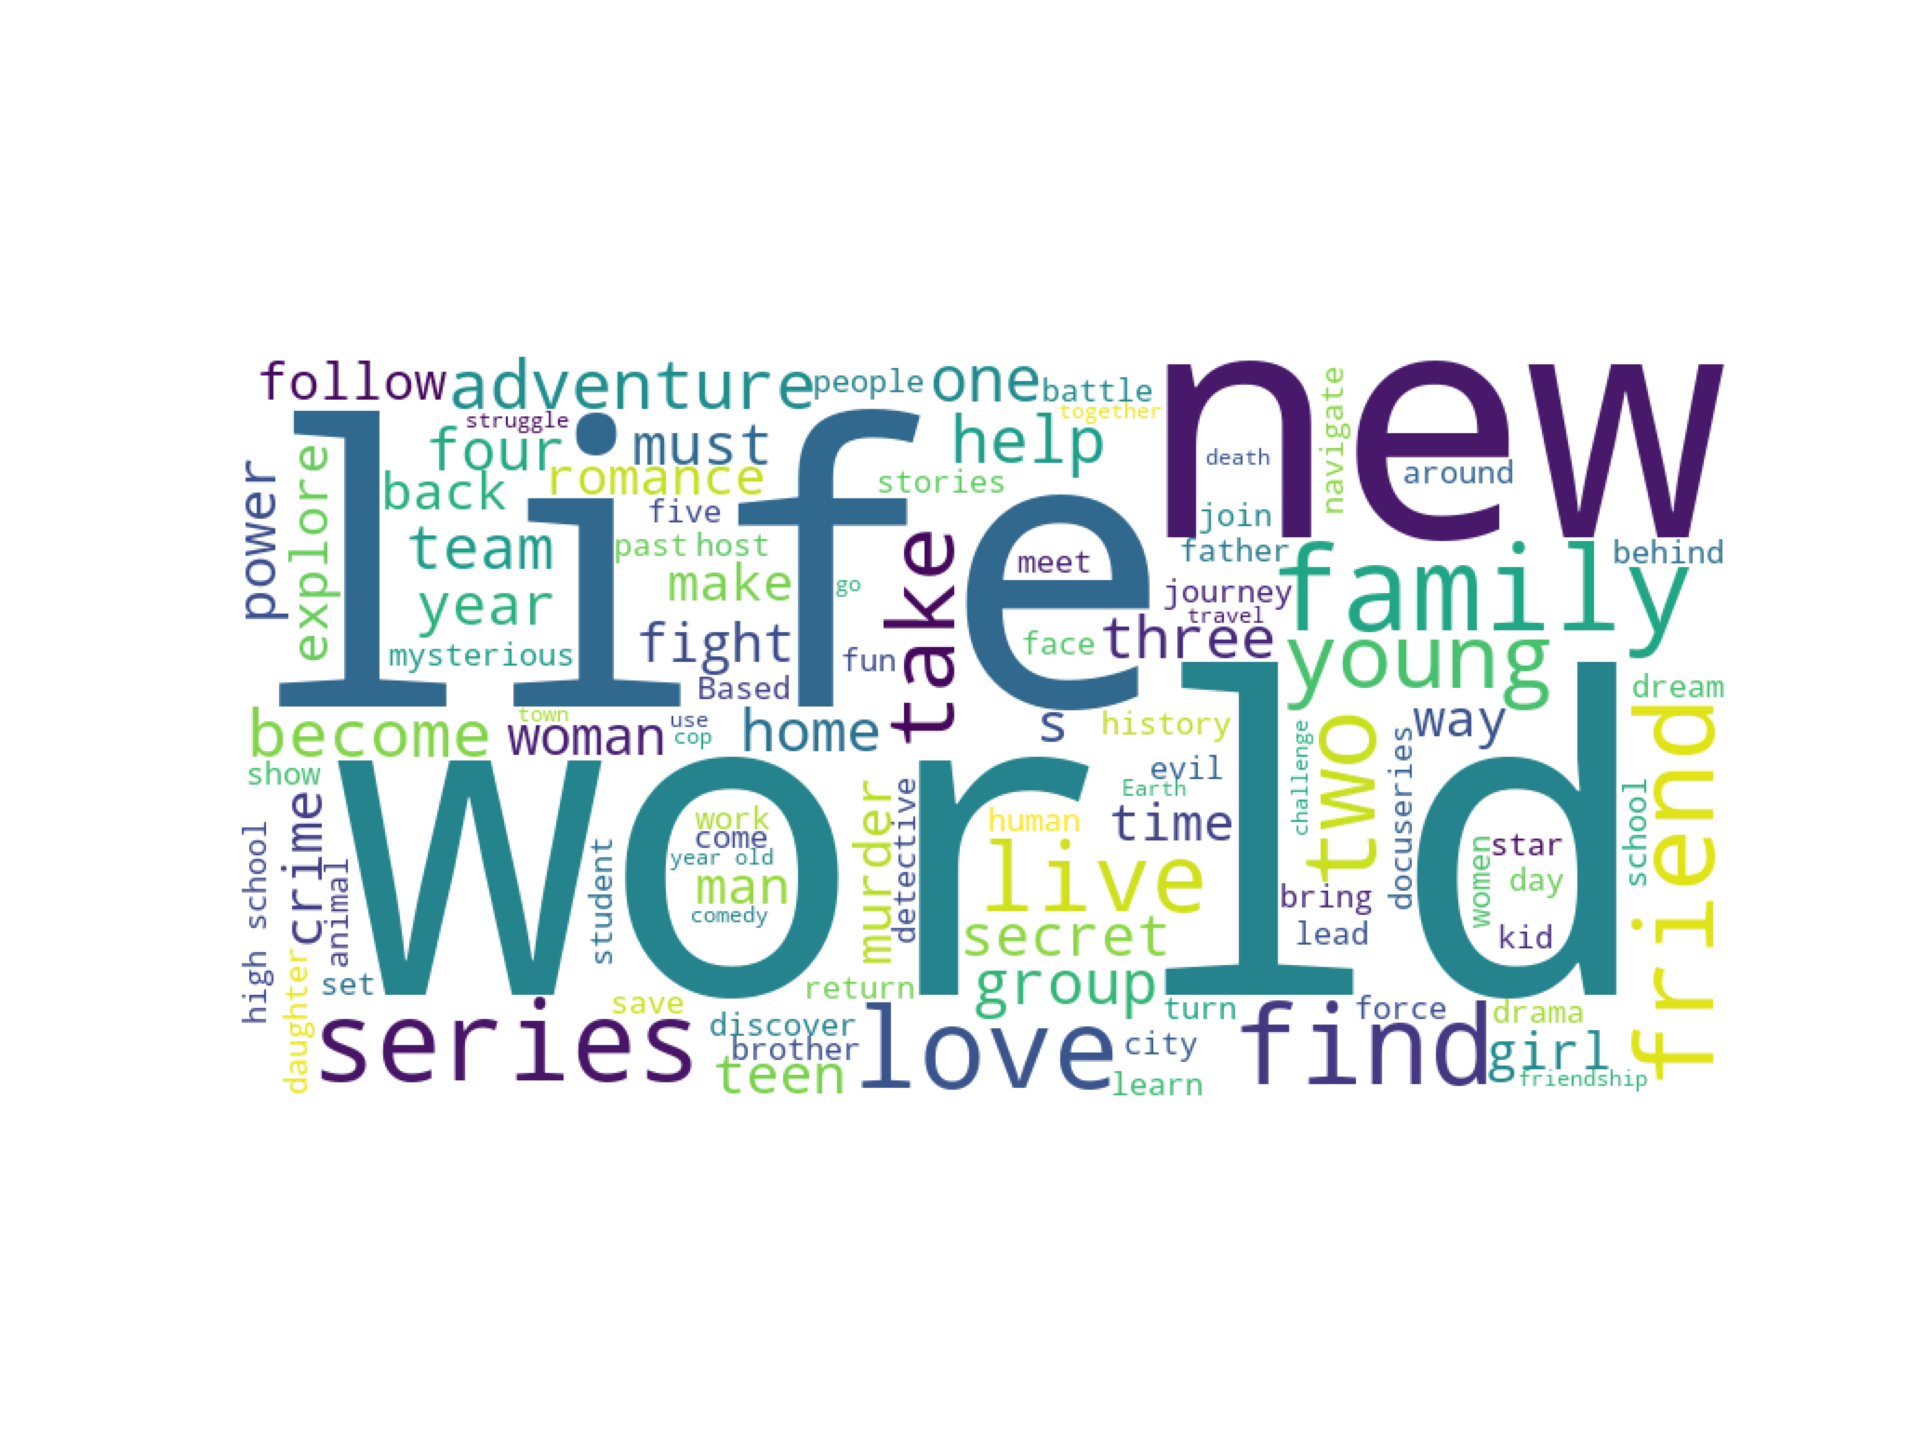 follow
adventure
people
one
battle
new
together
struggle
life
four
must
help
navigate
death
around
power
explore
back
romance
stories
five
join
team
past
host
take
meet
father
family
behind
year
make
go
journey
travel
mysterious
fight
fun
face
three
young
Based
dream
become
town
woman
use
cop
home
s
history
way
friend
show
world
evil
Earth
challenge
two
docuseries
crime
work
come
year old
man
comedy
murder
detective
human
time
live
star
day
women
kid
school
high school
animal
student
bring
lead
secret
group
daughter
set
save
return
turn
force
drama
series
discover
brother
teen
love
city
learn
find
girl
friendship